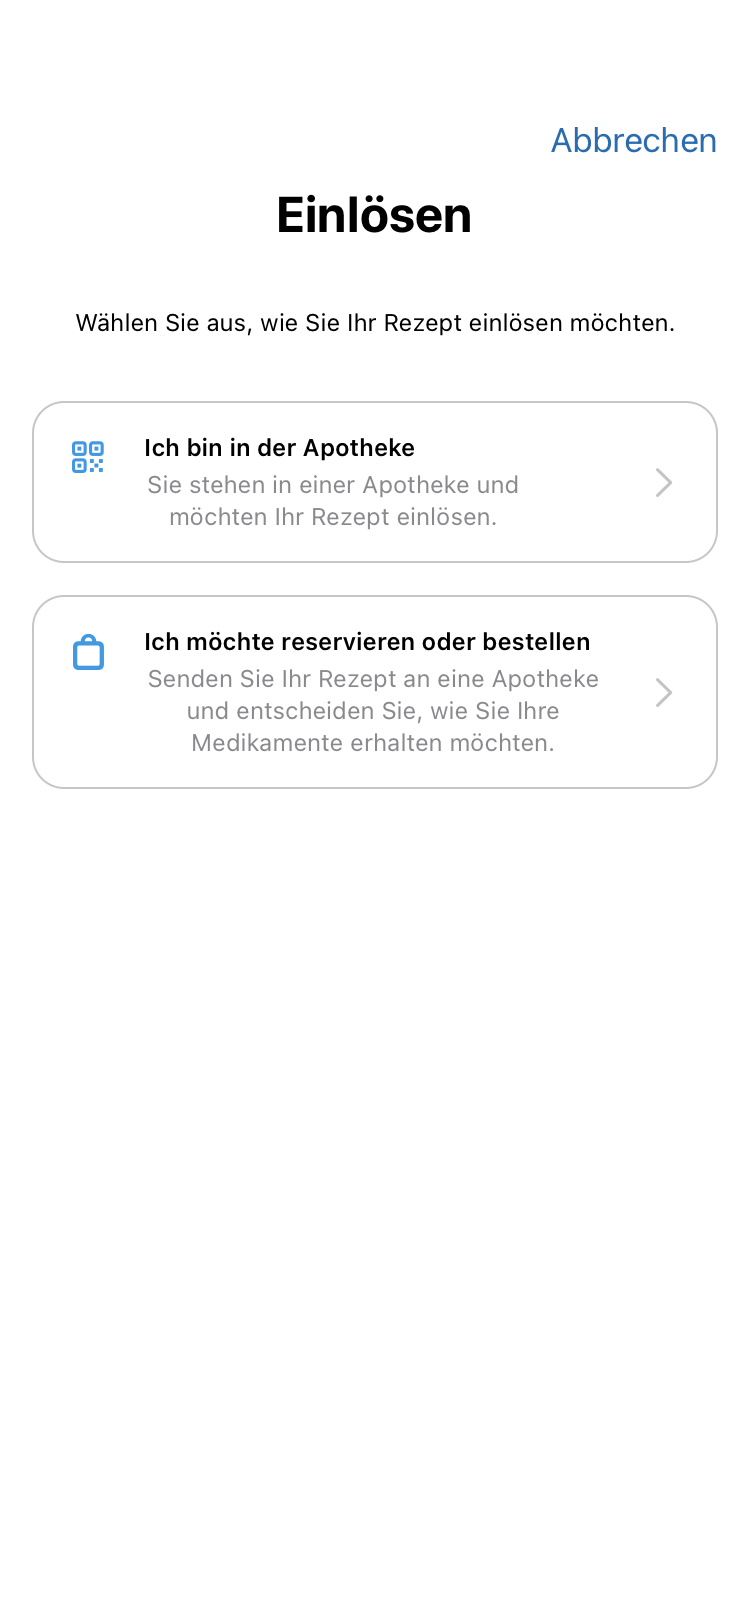 Abbrechen
Einlösen
Wählen Sie aus, wie Sie Ihr Rezept einlösen möchten.
Ich bin in der Apotheke
Sie stehen in einer Apotheke und
möchten Ihr Rezept einlösen.
Ich möchte reservieren oder bestellen
Senden Sie Ihr Rezept an eine Apotheke
und entscheiden Sie, wie Sie Ihre
Medikamente erhalten möchten.